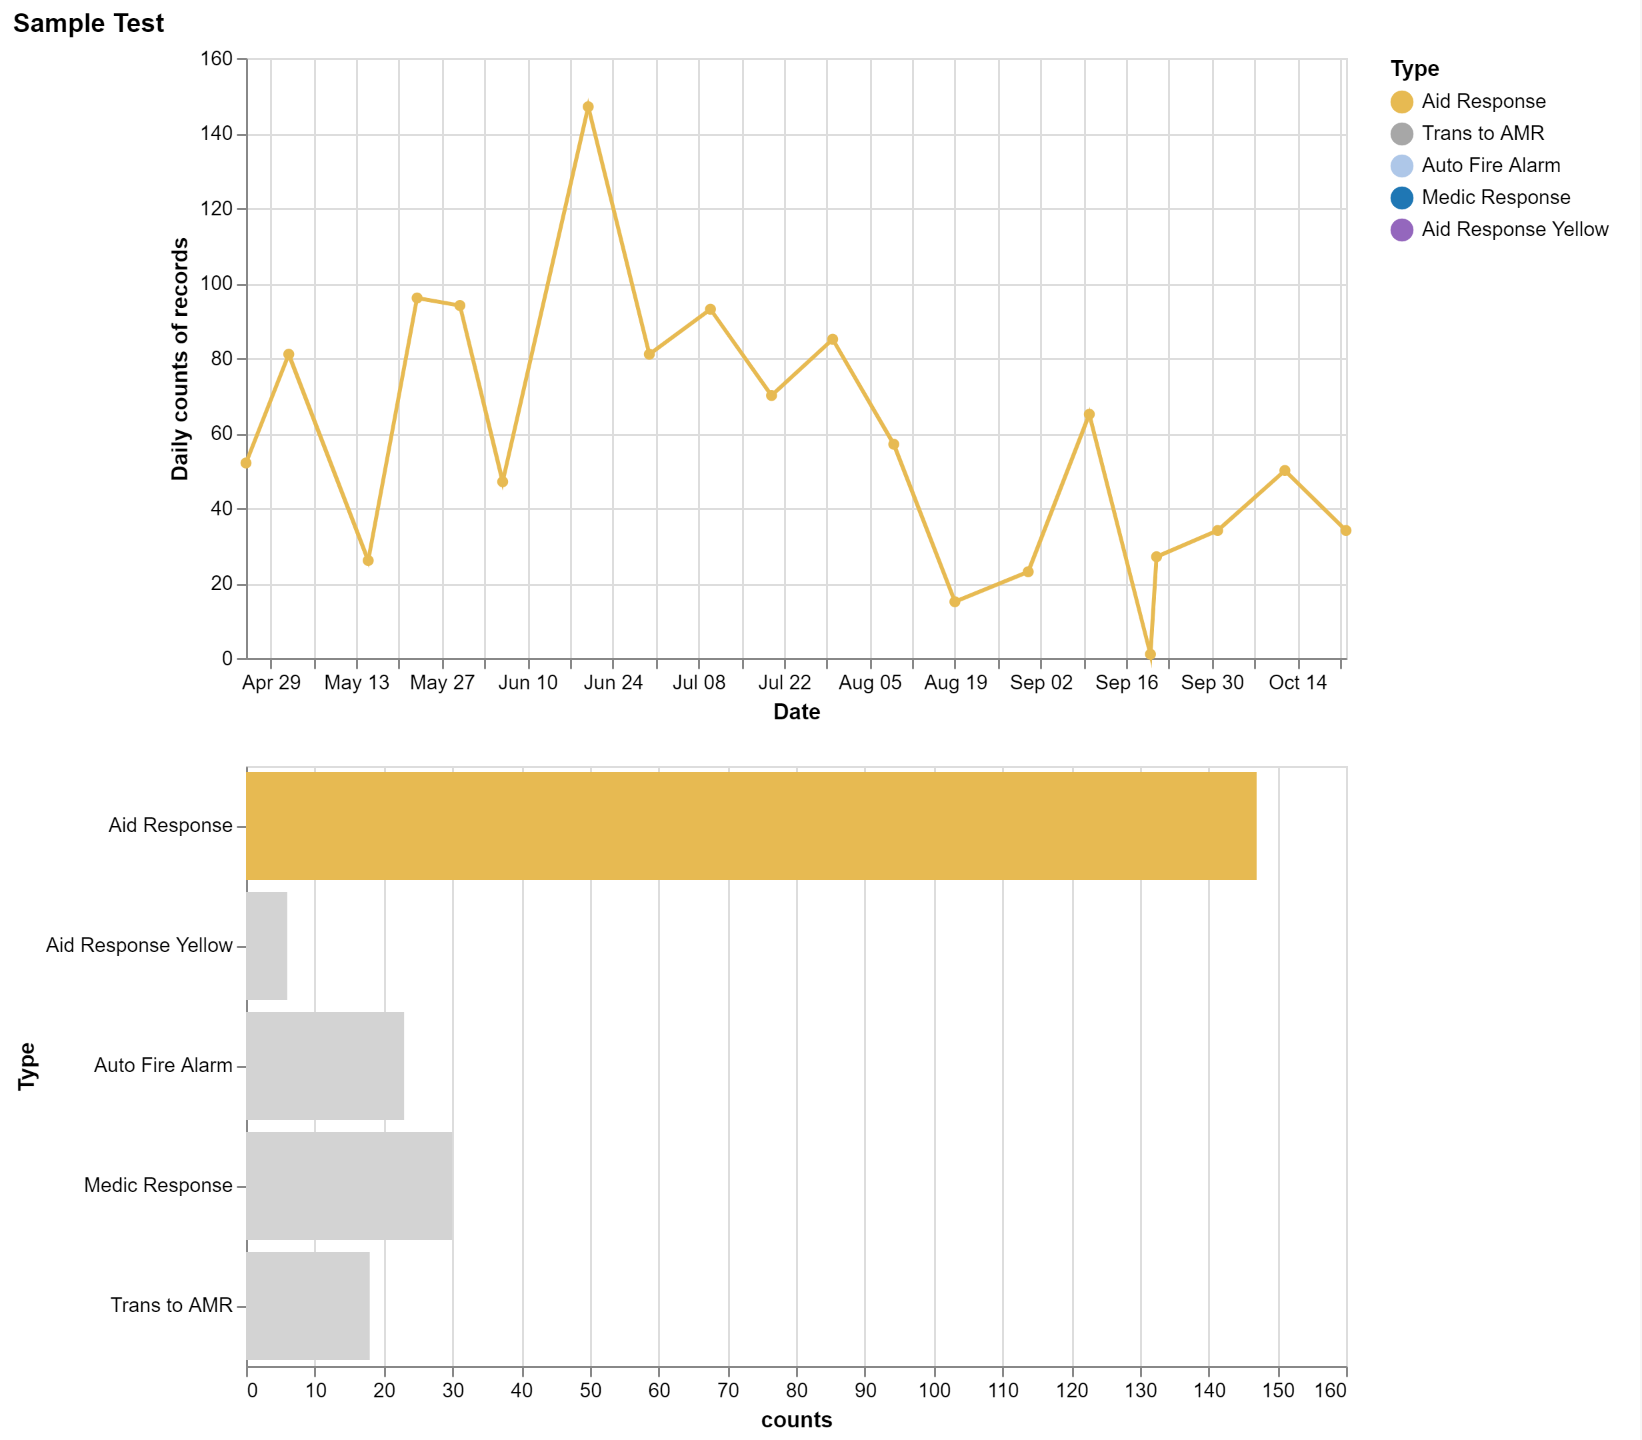 Sample Test
160
140
120
100
80
60
40
20
0
Daily counts of records
Apr 29 May 13 May 27 Jun 10 Jun 24 Jul 08 Jul 22 Aug 05 Aug 19 Sep 02 Sep 16 Sep 30 Oct 14
Date
Type
Aid Response
Trans to AMR
Auto Fire Alarm
Medic Response
Aid Response Yellow
Type
Aid Response
Aid Response Yellow
Auto Fire Alarm
Medic Response
Trans to AMR
0 10 20 30 40 50 60 70 80 90 100 110 120 130 140 150 160
counts